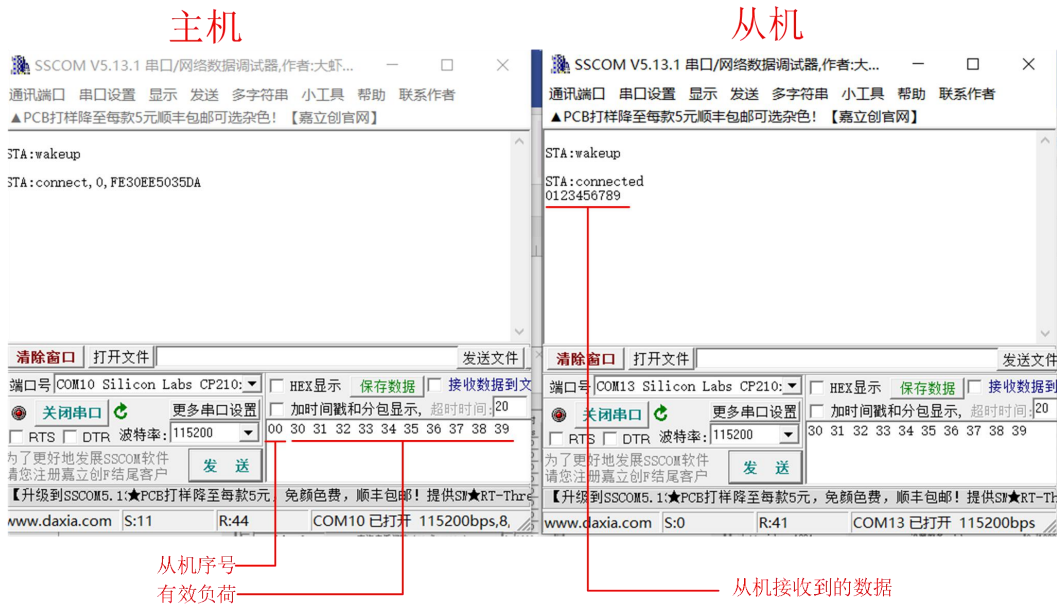 主机
SSCOM V5.13.1 串口/网络数据调试器,作者:大虾...
通讯端口 串口设置 显示 发送 多字符串 小工具 帮助 联系作者
▲PCB打样降至每款5元顺丰包邮可选杂色！【嘉立创官网】
STA:wakeup
STA:connect,0,FE30EE5035DA
清除窗口 打开文件 发送文件
端口号 COM10 Silicon Labs CP210: HEX显示 保存数据 接收数据到文
关闭串口 更多串口设置 加时间戳和分包显示, 超时时间:20
RTS DTR 波特率: 115200 00 30 31 32 33 34 35 36 37 38 39
为了更好地发展SSCOM软件
请您注册嘉立创F结尾客户
发 送
【升级到SSCOM5.1:★PCB打样降至每款5元，免颜色费，顺丰包邮！提供SM★RT-Thre
www.daxia.com S:11 R:44 COM10 已打开 115200bps,8,
从机序号
有效负荷
从机
SSCOM V5.13.1 串口/网络数据调试器,作者:大...
通讯端口 串口设置 显示 发送 多字符串 小工具 帮助 联系作者
▲PCB打样降至每款5元顺丰包邮可选杂色！【嘉立创官网】
STA:wakeup
STA:connected
0123456789
清除窗口 打开文件 发送文件
端口号 COM13 Silicon Labs CP210: HEX显示 保存数据 接收数据到
关闭串口 更多串口设置 加时间戳和分包显示, 超时时间:20
RTS DTR 波特率: 115200 30 31 32 33 34 35 36 37 38 39
为了更好地发展SSCOM软件
请您注册嘉立创F结尾客户
发 送
【升级到SSCOM5.1:★PCB打样降至每款5元，免颜色费，顺丰包邮！提供SM★RT-Th
www.daxia.com S:0 R:41 COM13 已打开 115200bps
从机接收到的数据